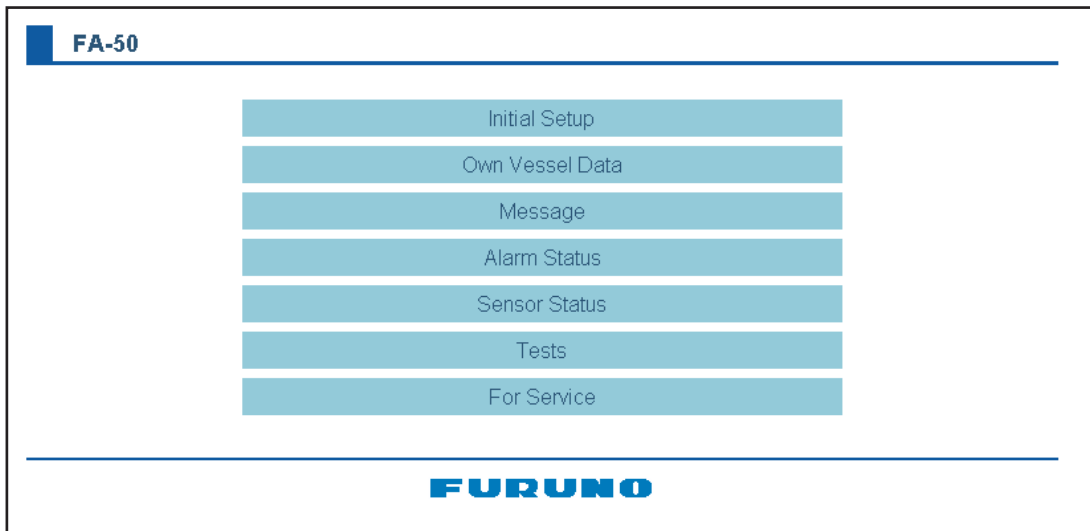 FA-50
Initial Setup
Own Vessel Data
Message
Alarm Status
Sensor Status
Tests
For Service
FURUNO